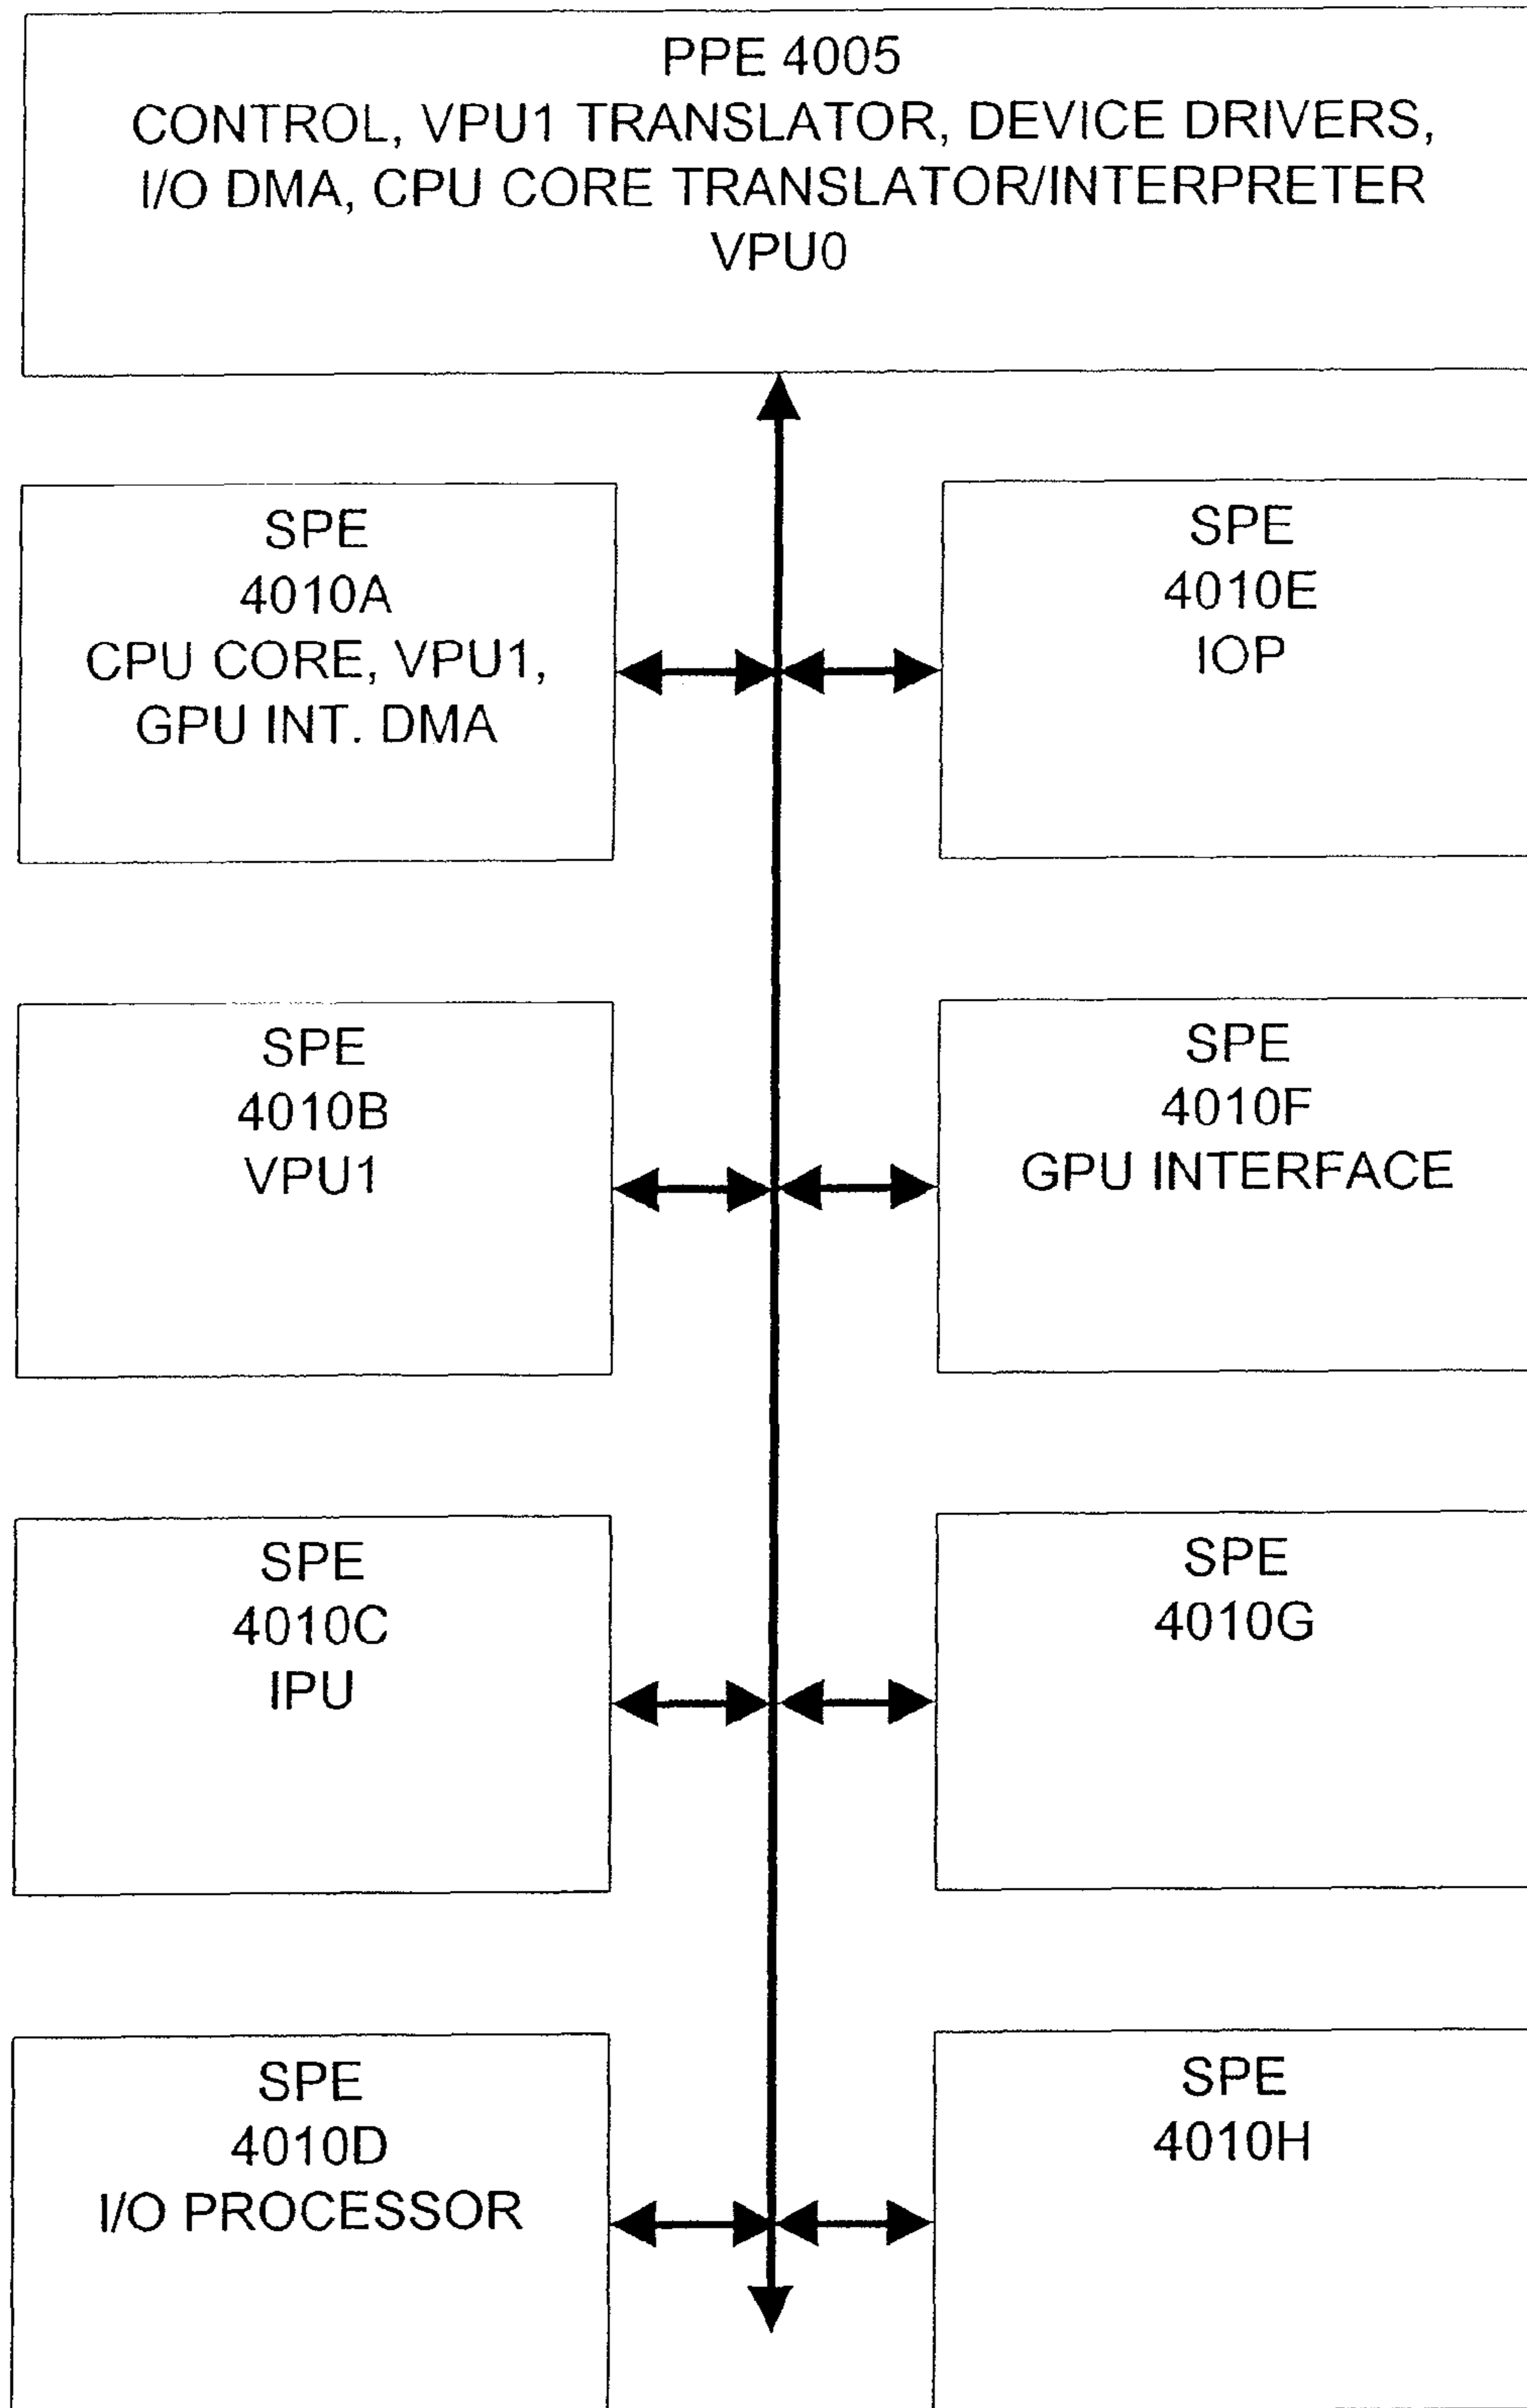 PPE 4005
CONTROL, VPU1 TRANSLATOR, DEVICE DRIVERS,
I/O DMA, CPU CORE TRANSLATOR/INTERPRETER
VPU0
SPE
4010A
CPU CORE, VPU1,
GPU INT. DMA
SPE
4010E
IOP
SPE
4010B
VPU1
SPE
4010F
GPU INTERFACE
SPE
4010C
IPU
SPE
4010G
SPE
4010D
I/O PROCESSOR
SPE
4010H